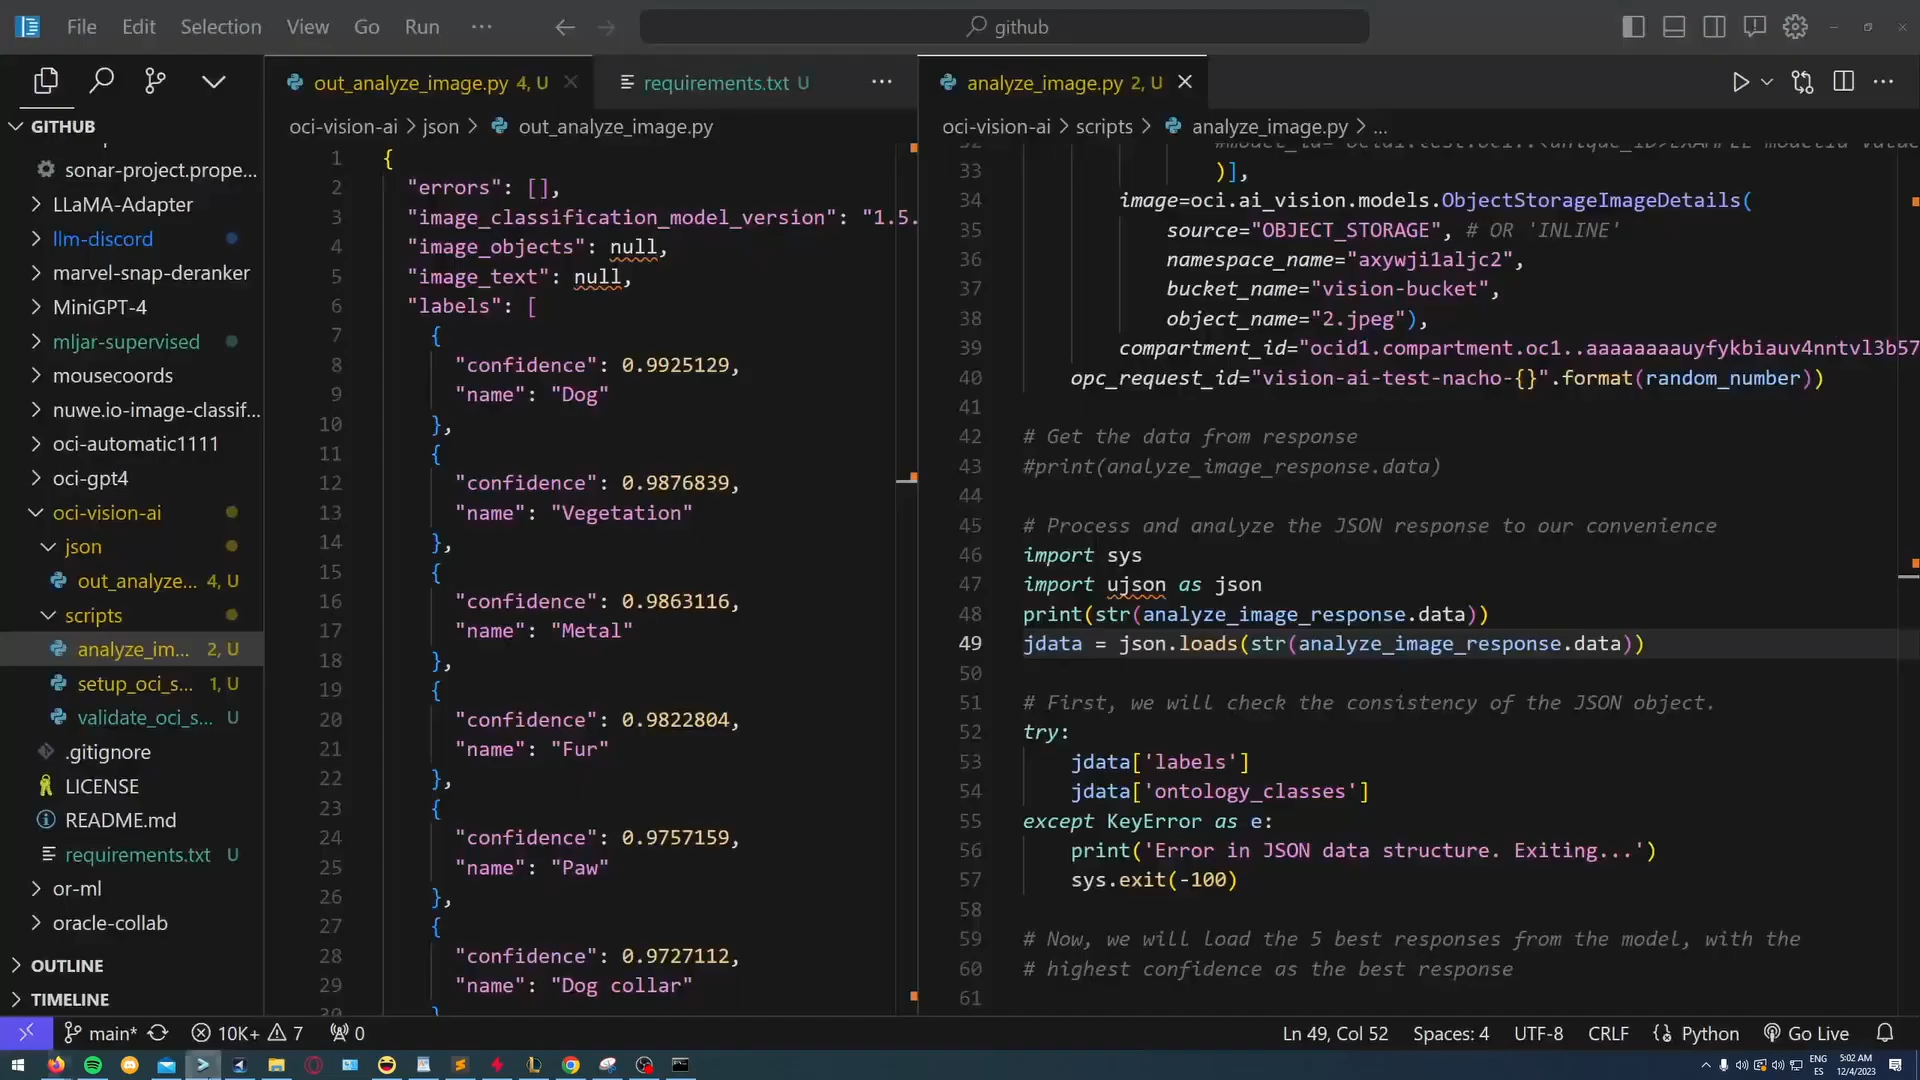 File Edit Selection View Go Run ...
github
GITHUB
sonar-project.prope...
LLaMA-Adapter
llm-discord
marvel-snap-deranker
MiniGPT-4
mljar-supervised
mousecoords
nuwe.io-image-classif...
oci-automatic1111
oci-gpt4
oci-vision-ai
json
out_analyze... 4, U
scripts
analyze_im... 2, U
setup_oci_s... 1, U
validate_oci_s... U
.gitignore
LICENSE
README.md
requirements.txt U
or-ml
oracle-collab
OUTLINE
TIMELINE
out_analyze_image.py 4, U
requirements.txt U
oci-vision-ai > json > out_analyze_image.py
1 {
2 "errors": [],
3 "image_classification_model_version": "1.5.
4 "image_objects": null,
5 "image_text": null,
6 "labels": [
7 {
8 "confidence": 0.9925129,
9 "name": "Dog"
10 },
11 {
12 "confidence": 0.9876839,
13 "name": "Vegetation"
14 },
15 {
16 "confidence": 0.9863116,
17 "name": "Metal"
18 },
19 {
20 "confidence": 0.9822804,
21 "name": "Fur"
22 },
23 {
24 "confidence": 0.9757159,
25 "name": "Paw"
26 },
27 {
28 "confidence": 0.9727112,
29 "name": "Dog collar"
analyze_image.py 2, U
oci-vision-ai > scripts > analyze_image.py > ...
33 )],
34 image=oci.ai_vision.models.ObjectStorageImageDetails(
35 source="OBJECT_STORAGE", # OR 'INLINE'
36 namespace_name="axywji1aljc2",
37 bucket_name="vision-bucket",
38 object_name="2.jpeg"),
39 compartment_id="ocid1.compartment.oc1..aaaaaaaauyfykbiauv4nntvl3b57
40 opc_request_id="vision-ai-test-nacho-{}".format(random_number))
41
42 # Get the data from response
43 #print(analyze_image_response.data)
44
45 # Process and analyze the JSON response to our convenience
46 import sys
47 import ujson as json
48 print(str(analyze_image_response.data))
49 jdata = json.loads(str(analyze_image_response.data))
50
51 # First, we will check the consistency of the JSON object.
52 try:
53 jdata['labels']
54 jdata['ontology_classes']
55 except KeyError as e:
56 print('Error in JSON data structure. Exiting...')
57 sys.exit(-100)
58
59 # Now, we will load the 5 best responses from the model, with the
60 # highest confidence as the best response
61
main* 10K+ 7 0
Ln 49, Col 52 Spaces: 4 UTF-8 CRLF Python Go Live
ENG
ES
5:02 AM
12/4/2023